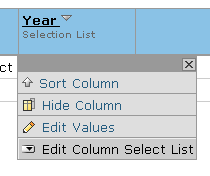 Year
Selection List
ct
Sort Column
Hide Column
Edit Values
Edit Column Select List